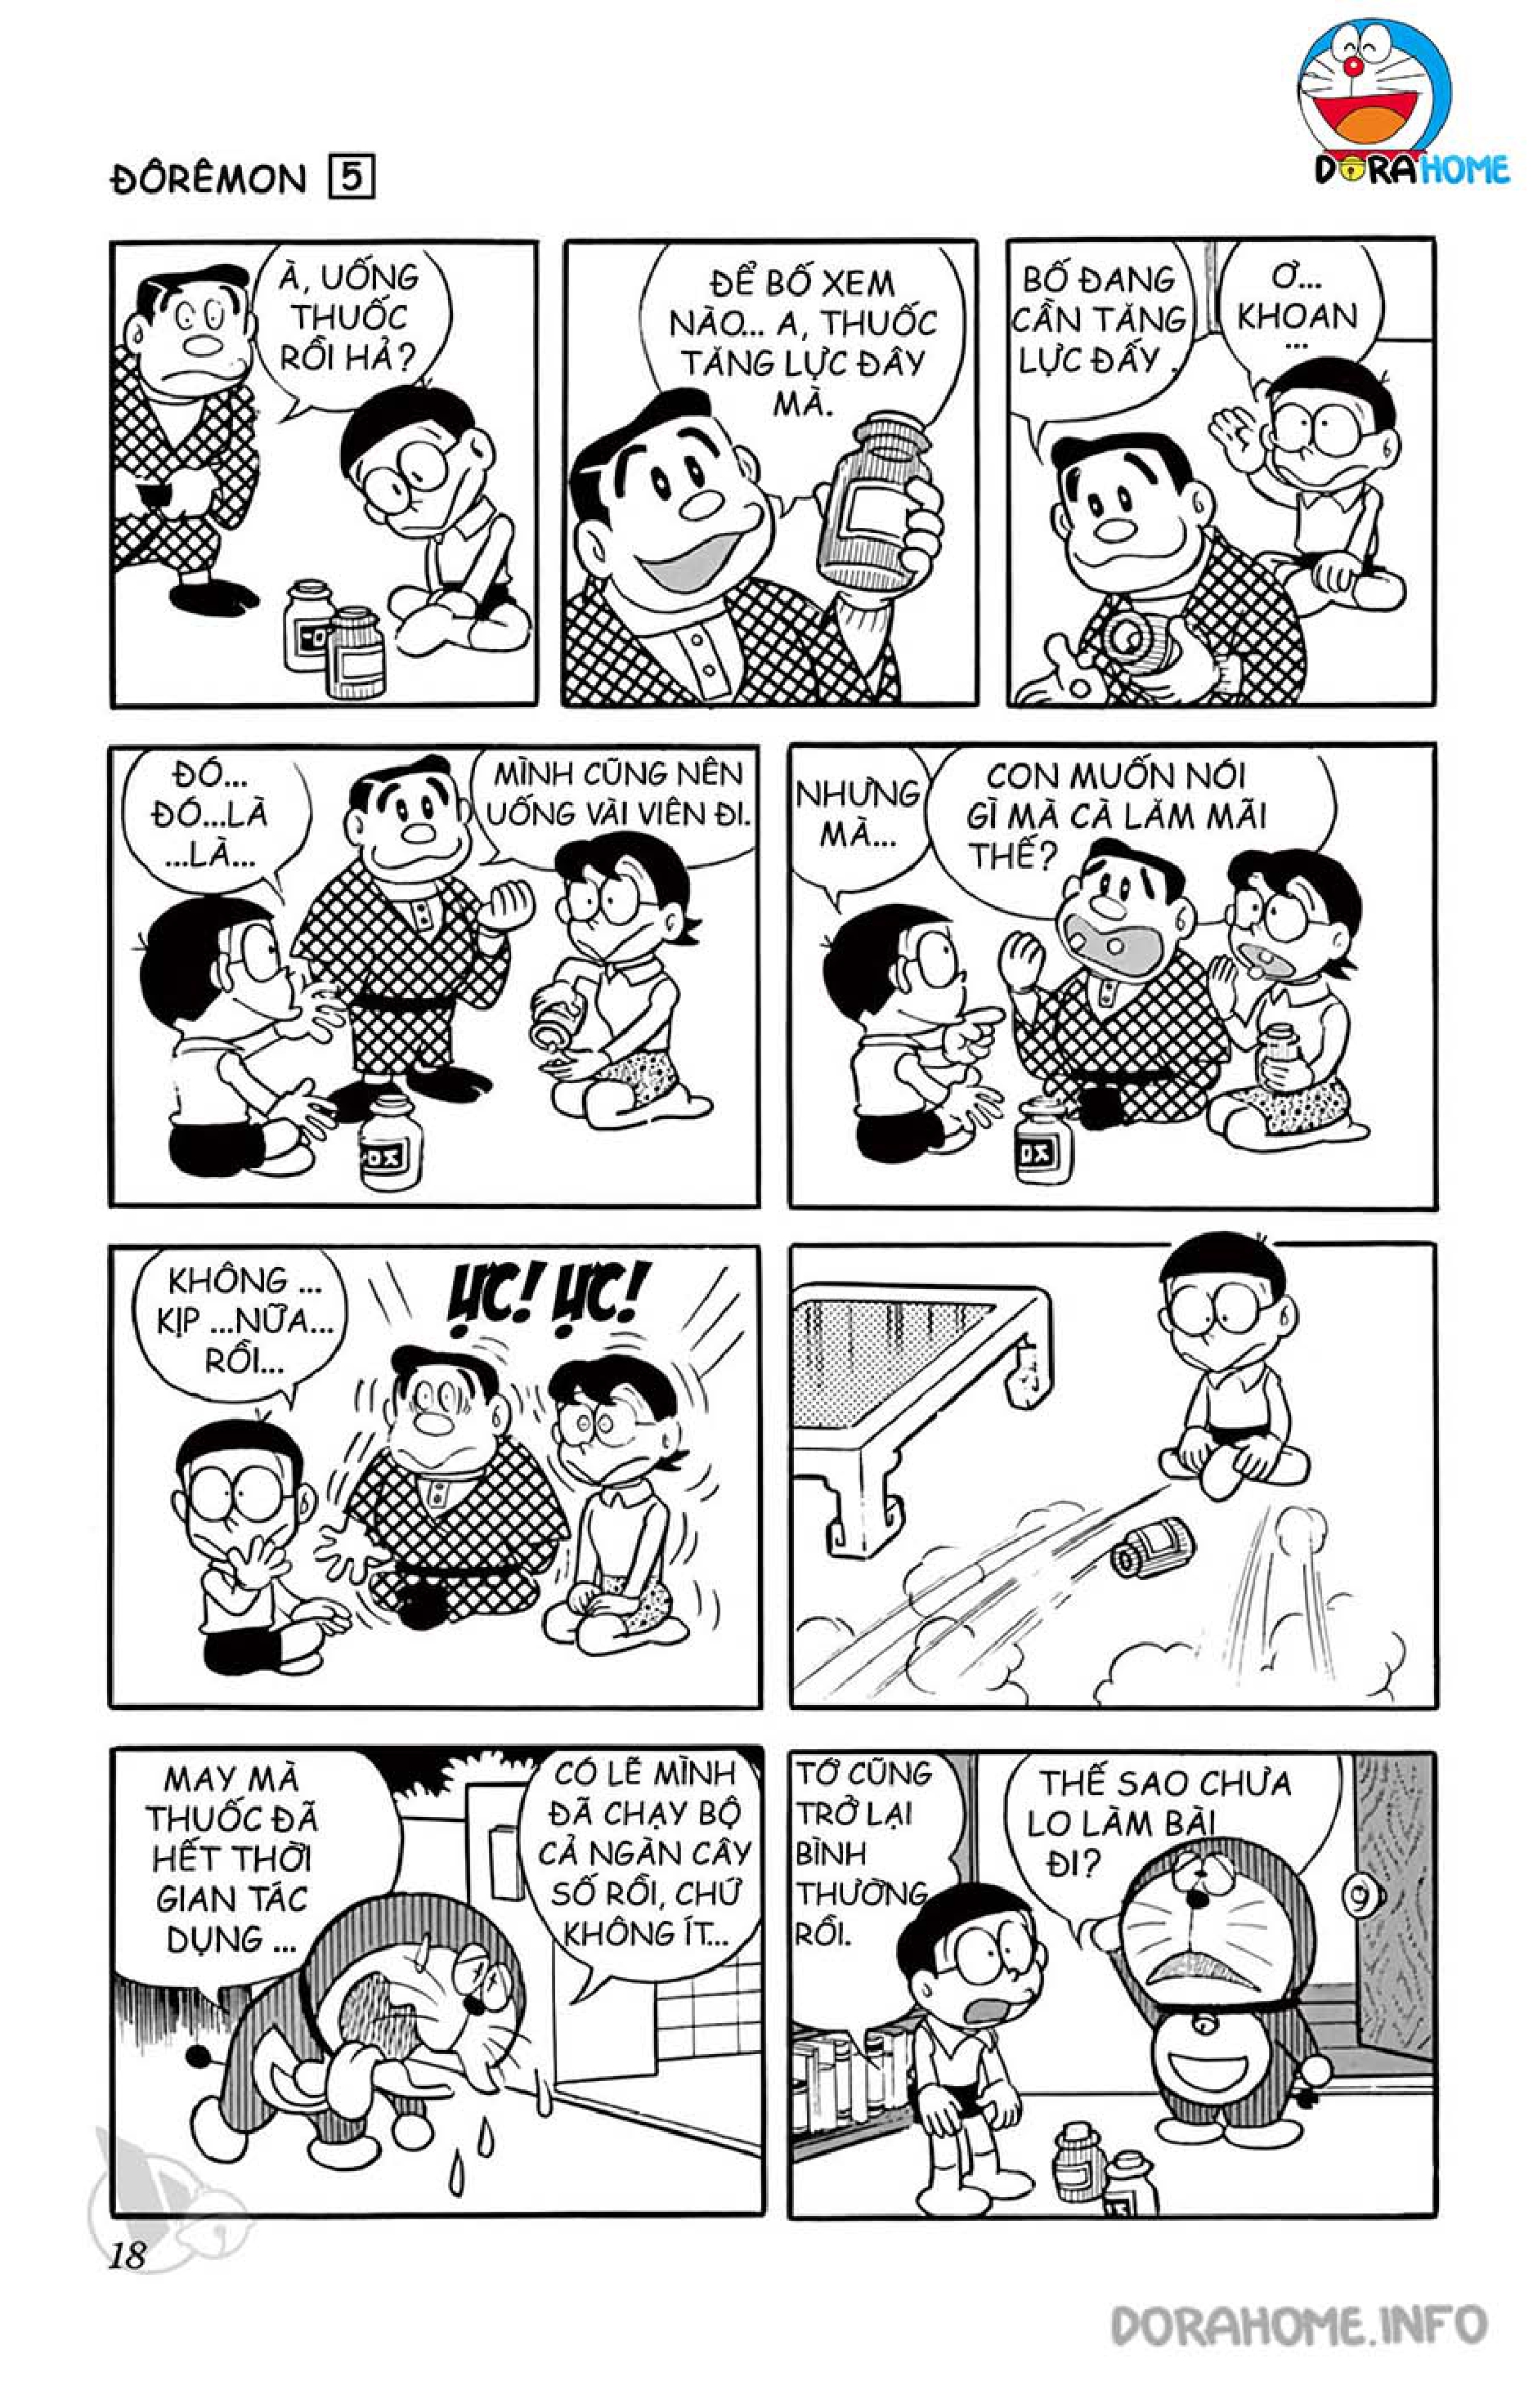 DORAHOME
ĐÔRÊMON 5
À, UỐNG
THUỐC
RỒI HẢ?
ĐỂ BỐ XEM
NÀO... A, THUỐC
TĂNG LỰC ĐÂY
MÀ.
BỐ ĐANG
CẦN TĂNG
LỰC ĐẤY.
Ơ...
KHOAN
...
ĐÓ...
ĐÓ...LÀ
...LÀ...
MÌNH CŨNG NÊN
UỐNG VÀI VIÊN ĐI.
NHƯNG
MÀ...
CON MUỐN NÓI
GÌ MÀ CÀ LĂM MÃI
THẾ?
KHÔNG ...
KỊP ...NỮA...
RỒI...
ỰC! ỰC!
MAY MÀ
THUỐC ĐÃ
HẾT THỜI
GIAN TÁC
DỤNG ...
CÓ LẼ MÌNH
ĐÃ CHẠY BỘ
CẢ NGÀN CÂY
SỐ RỒI, CHỨ
KHÔNG ÍT...
TỚ CŨNG
TRỞ LẠI
BÌNH
THƯỜNG
RỒI.
THẾ SAO CHƯA
LO LÀM BÀI
ĐI?
18
DORAHOME.INFO